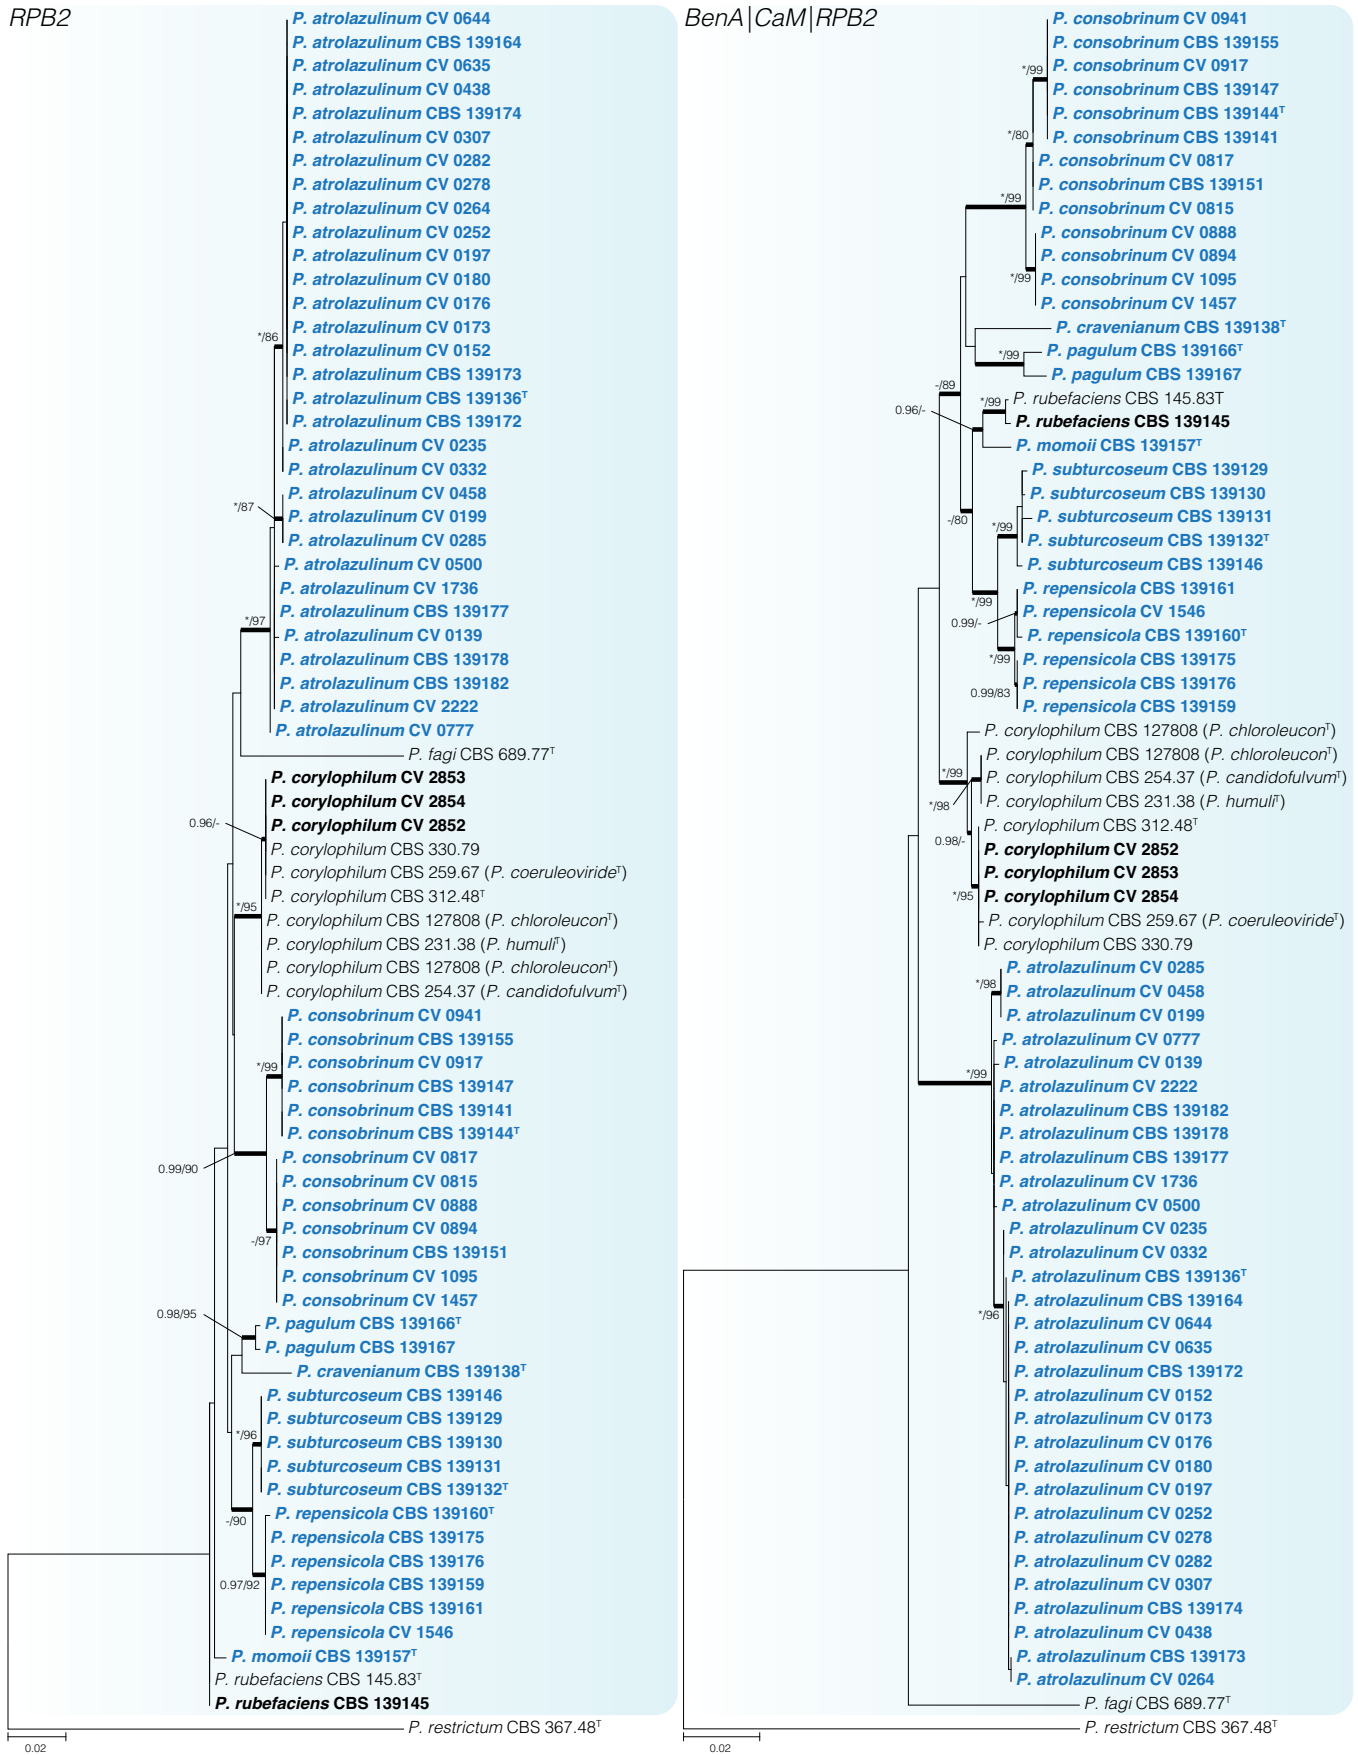 RPB2
P. atrolazulinum CV 0644
P. atrolazulinum CBS 139164
P. atrolazulinum CV 0635
P. atrolazulinum CV 0438
P. atrolazulinum CBS 139174
P. atrolazulinum CV 0307
P. atrolazulinum CV 0282
P. atrolazulinum CV 0278
P. atrolazulinum CV 0264
P. atrolazulinum CV 0252
P. atrolazulinum CV 0197
P. atrolazulinum CV 0180
P. atrolazulinum CV 0176
P. atrolazulinum CV 0173
*/86
P. atrolazulinum CV 0152
P. atrolazulinum CBS 139173
P. atrolazulinum CBS 139136ᵀ
P. atrolazulinum CBS 139172
P. atrolazulinum CV 0235
P. atrolazulinum CV 0332
P. atrolazulinum CV 0458
*/87
P. atrolazulinum CV 0199
P. atrolazulinum CV 0285
P. atrolazulinum CV 0500
P. atrolazulinum CV 1736
P. atrolazulinum CBS 139177
*/97
P. atrolazulinum CV 0139
P. atrolazulinum CBS 139178
P. atrolazulinum CBS 139182
P. atrolazulinum CV 2222
P. atrolazulinum CV 0777
P. fagi CBS 689.77ᵀ
P. corylophilum CV 2853
P. corylophilum CV 2854
0.96/-
P. corylophilum CV 2852
P. corylophilum CBS 330.79
P. corylophilum CBS 259.67 (P. coeruleovirideᵀ)
P. corylophilum CBS 312.48ᵀ
*/95
P. corylophilum CBS 127808 (P. chloroleuconᵀ)
P. corylophilum CBS 231.38 (P. humuliᵀ)
P. corylophilum CBS 127808 (P. chloroleuconᵀ)
P. corylophilum CBS 254.37 (P. candidofulvumᵀ)
P. consobrinum CV 0941
P. consobrinum CBS 139155
*/99
P. consobrinum CV 0917
P. consobrinum CBS 139147
P. consobrinum CBS 139141
P. consobrinum CBS 139144ᵀ
P. consobrinum CV 0817
0.99/90
P. consobrinum CV 0815
P. consobrinum CV 0888
P. consobrinum CV 0894
-/97
P. consobrinum CBS 139151
P. consobrinum CV 1095
P. consobrinum CV 1457
0.98/95
P. pagulum CBS 139166ᵀ
P. pagulum CBS 139167
P. cravenianum CBS 139138ᵀ
P. subturcoseum CBS 139146
P. subturcoseum CBS 139129
*/96
P. subturcoseum CBS 139130
P. subturcoseum CBS 139131
P. subturcoseum CBS 139132ᵀ
P. repensicola CBS 139160ᵀ
-/90
P. repensicola CBS 139175
P. repensicola CBS 139176
0.97/92
P. repensicola CBS 139159
P. repensicola CBS 139161
P. repensicola CV 1546
P. momoii CBS 139157ᵀ
P. rubefaciens CBS 145.83ᵀ
P. rubefaciens CBS 139145
P. restrictum CBS 367.48ᵀ
0.02
BenA|CaM|RPB2
P. consobrinum CV 0941
P. consobrinum CBS 139155
*/99
P. consobrinum CV 0917
P. consobrinum CBS 139147
P. consobrinum CBS 139144ᵀ
*/80
P. consobrinum CBS 139141
P. consobrinum CV 0817
P. consobrinum CBS 139151
*/99
P. consobrinum CV 0815
P. consobrinum CV 0888
P. consobrinum CV 0894
*/99
P. consobrinum CV 1095
P. consobrinum CV 1457
P. cravenianum CBS 139138ᵀ
*/99
P. pagulum CBS 139166ᵀ
P. pagulum CBS 139167
-/89
*/99
P. rubefaciens CBS 145.83T
0.96/-
P. rubefaciens CBS 139145
P. momoii CBS 139157ᵀ
P. subturcoseum CBS 139129
P. subturcoseum CBS 139130
-/80
*/99
P. subturcoseum CBS 139131
P. subturcoseum CBS 139132ᵀ
P. subturcoseum CBS 139146
P. repensicola CBS 139161
*/99
P. repensicola CV 1546
0.99/-
P. repensicola CBS 139160ᵀ
*/99
P. repensicola CBS 139175
P. repensicola CBS 139176
0.99/83
P. repensicola CBS 139159
P. corylophilum CBS 127808 (P. chloroleuconᵀ)
P. corylophilum CBS 127808 (P. chloroleuconᵀ)
*/99
P. corylophilum CBS 254.37 (P. candidofulvumᵀ)
*/98
P. corylophilum CBS 231.38 (P. humuliᵀ)
P. corylophilum CBS 312.48ᵀ
0.98/-
P. corylophilum CV 2852
P. corylophilum CV 2853
*/95
P. corylophilum CV 2854
P. corylophilum CBS 259.67 (P. coeruleovirideᵀ)
P. corylophilum CBS 330.79
P. atrolazulinum CV 0285
*/98
P. atrolazulinum CV 0458
P. atrolazulinum CV 0199
P. atrolazulinum CV 0777
P. atrolazulinum CV 0139
*/99
P. atrolazulinum CV 2222
P. atrolazulinum CBS 139182
P. atrolazulinum CBS 139178
P. atrolazulinum CBS 139177
P. atrolazulinum CV 1736
P. atrolazulinum CV 0500
P. atrolazulinum CV 0235
P. atrolazulinum CV 0332
P. atrolazulinum CBS 139136ᵀ
P. atrolazulinum CBS 139164
*/96
P. atrolazulinum CV 0644
P. atrolazulinum CV 0635
P. atrolazulinum CBS 139172
P. atrolazulinum CV 0152
P. atrolazulinum CV 0173
P. atrolazulinum CV 0176
P. atrolazulinum CV 0180
P. atrolazulinum CV 0197
P. atrolazulinum CV 0252
P. atrolazulinum CV 0278
P. atrolazulinum CV 0282
P. atrolazulinum CV 0307
P. atrolazulinum CBS 139174
P. atrolazulinum CV 0438
P. atrolazulinum CBS 139173
P. atrolazulinum CV 0264
P. fagi CBS 689.77ᵀ
P. restrictum CBS 367.48ᵀ
0.02